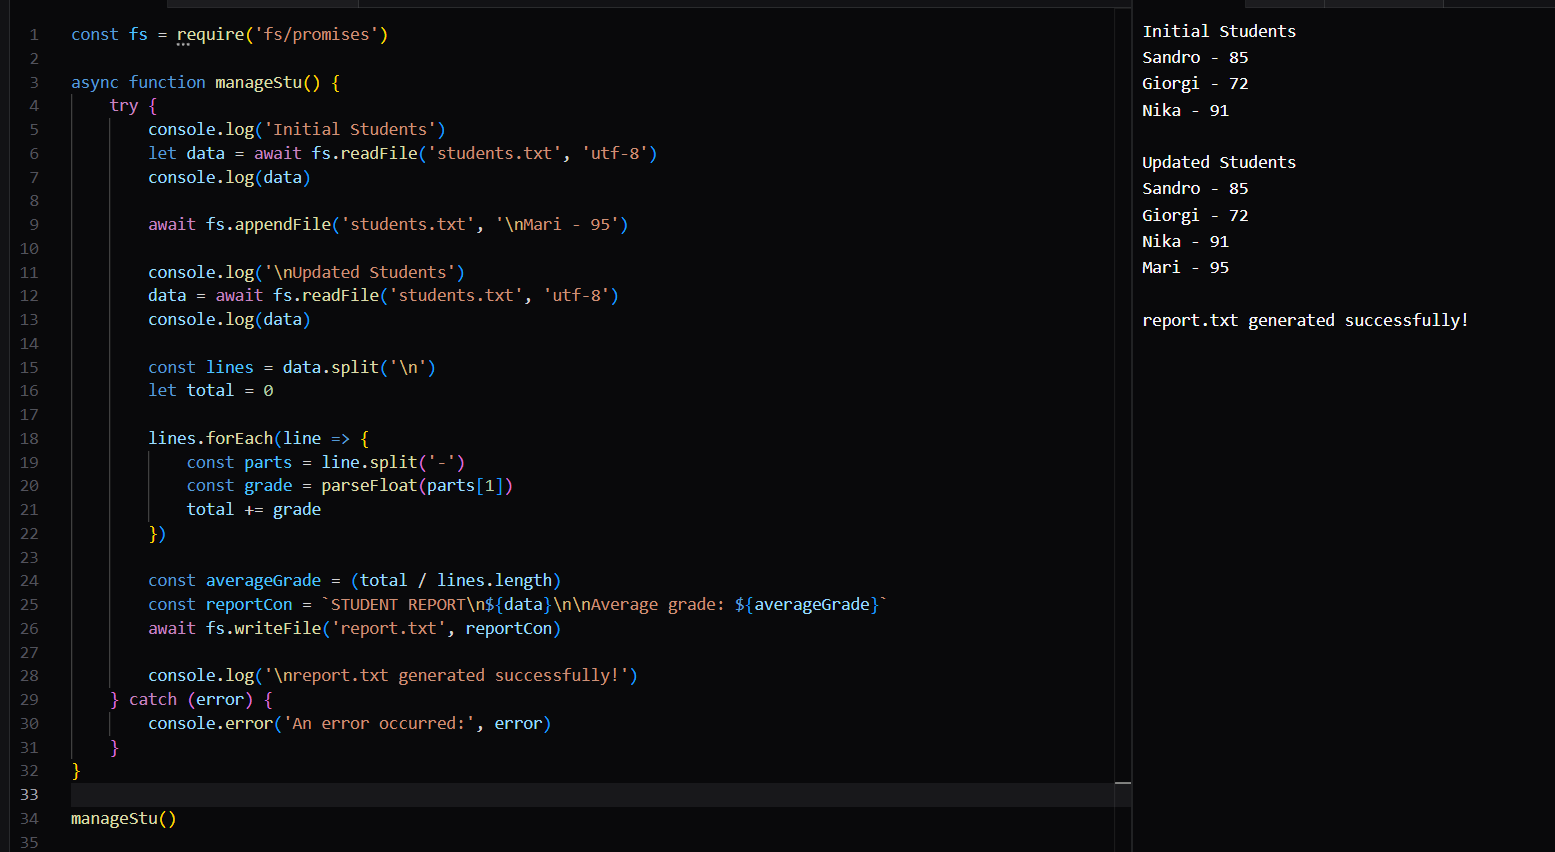 1 const fs = require('fs/promises')
2
3 async function manageStu() {
4 try {
5 console.log('Initial Students')
6 let data = await fs.readFile('students.txt', 'utf-8')
7 console.log(data)
8
9 await fs.appendFile('students.txt', '\nMari - 95')
10
11 console.log('\nUpdated Students')
12 data = await fs.readFile('students.txt', 'utf-8')
13 console.log(data)
14
15 const lines = data.split('\n')
16 let total = 0
17
18 lines.forEach(line => {
19 const parts = line.split('-')
20 const grade = parseFloat(parts[1])
21 total += grade
22 })
23
24 const averageGrade = (total / lines.length)
25 const reportCon = `STUDENT REPORT\n${data}\n\nAverage grade: ${averageGrade}`
26 await fs.writeFile('report.txt', reportCon)
27
28 console.log('\nreport.txt generated successfully!')
29 } catch (error) {
30 console.error('An error occurred:', error)
31 }
32 }
33
34 manageStu()
35
Initial Students
Sandro - 85
Giorgi - 72
Nika - 91
Updated Students
Sandro - 85
Giorgi - 72
Nika - 91
Mari - 95
report.txt generated successfully!